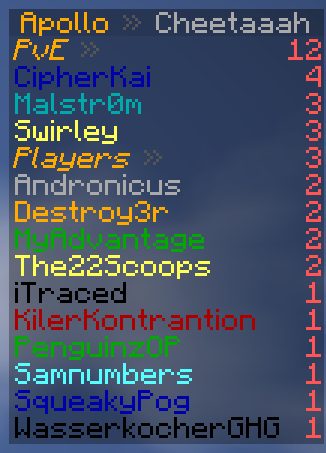 Apollo » Cheetaaah
PvE » 12
CipherKai 4
Malstr0m 3
Swirley 3
Players » 3
Andronicus 2
Destroy3r 2
MyAdvantage 2
The22Scoops 2
iTraced 1
KilerKontrantion 1
PenguinzOP 1
Samnumbers 1
SqueakyPog 1
WasserkocherGHG 1